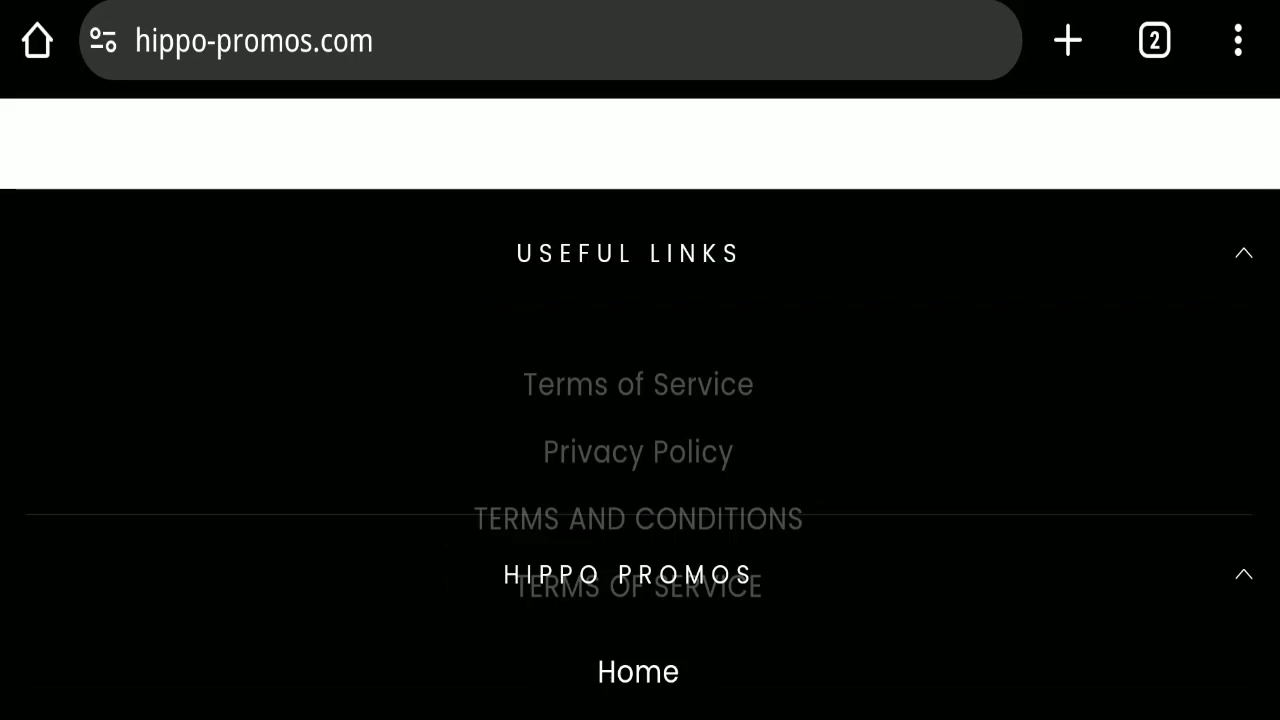 hippo-promos.com
2
USEFUL LINKS
Terms of Service
Privacy Policy
TERMS AND CONDITIONS
HIPPO PROMOS
TERMS OF SERVICE
Home